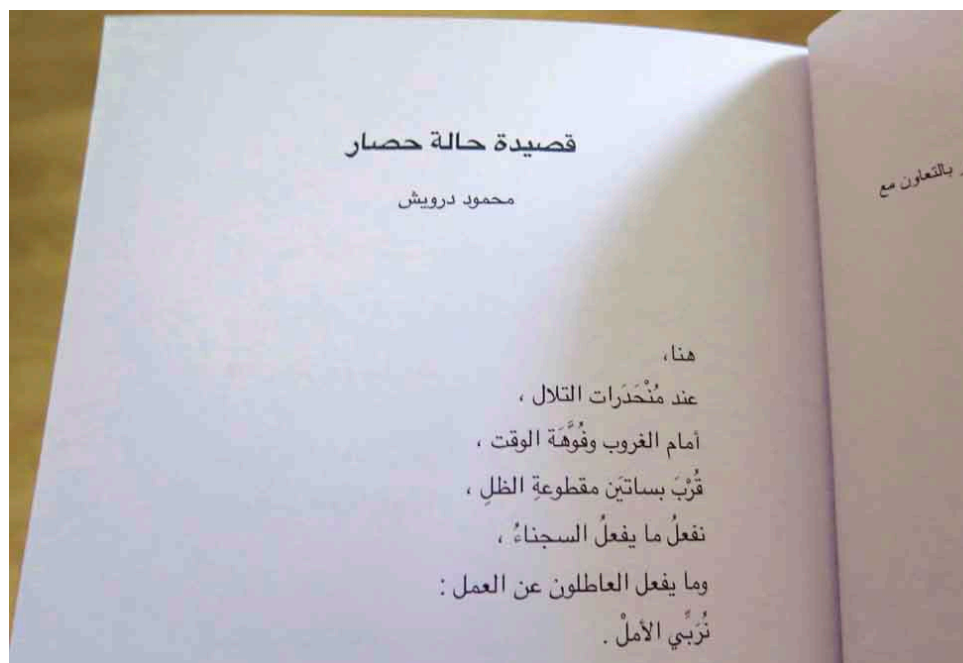 قصيدة حالة حصار
محمود درويش
هنا،
عند مُنْحَدَرات التلال ،
أمام الغروب وفُوَّهَة الوقت ،
قُرْبَ بساتيَن مقطوعةِ الظلِ ،
نفعلُ ما يفعلُ السجناءُ ،
وما يفعل العاطلون عن العمل :
نُرَبِّي الأملْ .
بالتعاون مع